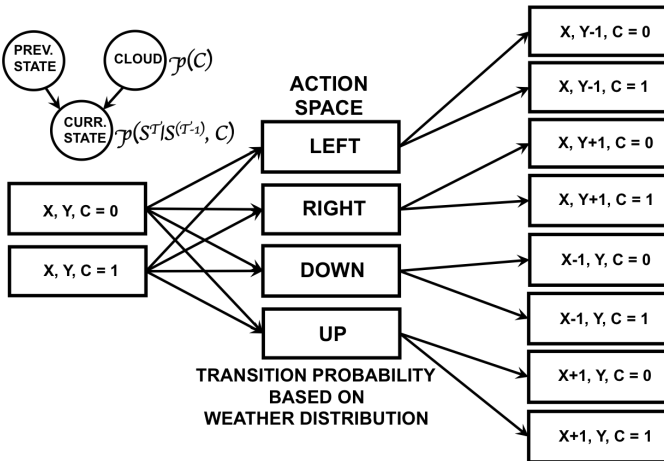 PREV.
STATE
CLOUD
𝒫(C)
CURR.
STATE
𝒫(S^T|S^(T-1), C)
X, Y, C = 0
X, Y, C = 1
ACTION
SPACE
LEFT
RIGHT
DOWN
UP
TRANSITION PROBABILITY
BASED ON
WEATHER DISTRIBUTION
X, Y-1, C = 0
X, Y-1, C = 1
X, Y+1, C = 0
X, Y+1, C = 1
X-1, Y, C = 0
X-1, Y, C = 1
X+1, Y, C = 0
X+1, Y, C = 1